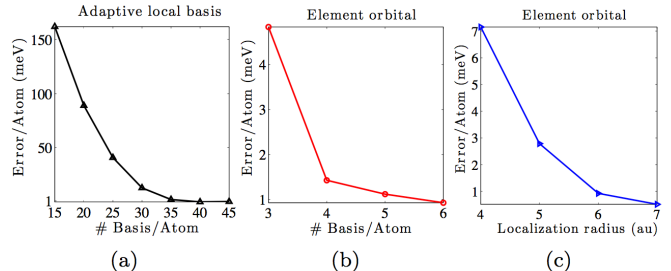 Adaptive local basis
Error/Atom (meV)
150
100
50
1
15 20 25 30 35 40 45
# Basis/Atom
(a)
Element orbital
Error/Atom (meV)
4
3
2
1
3 4 5 6
# Basis/Atom
(b)
Element orbital
Error/Atom (meV)
7
6
5
4
3
2
1
4 5 6 7
Localization radius (au)
(c)